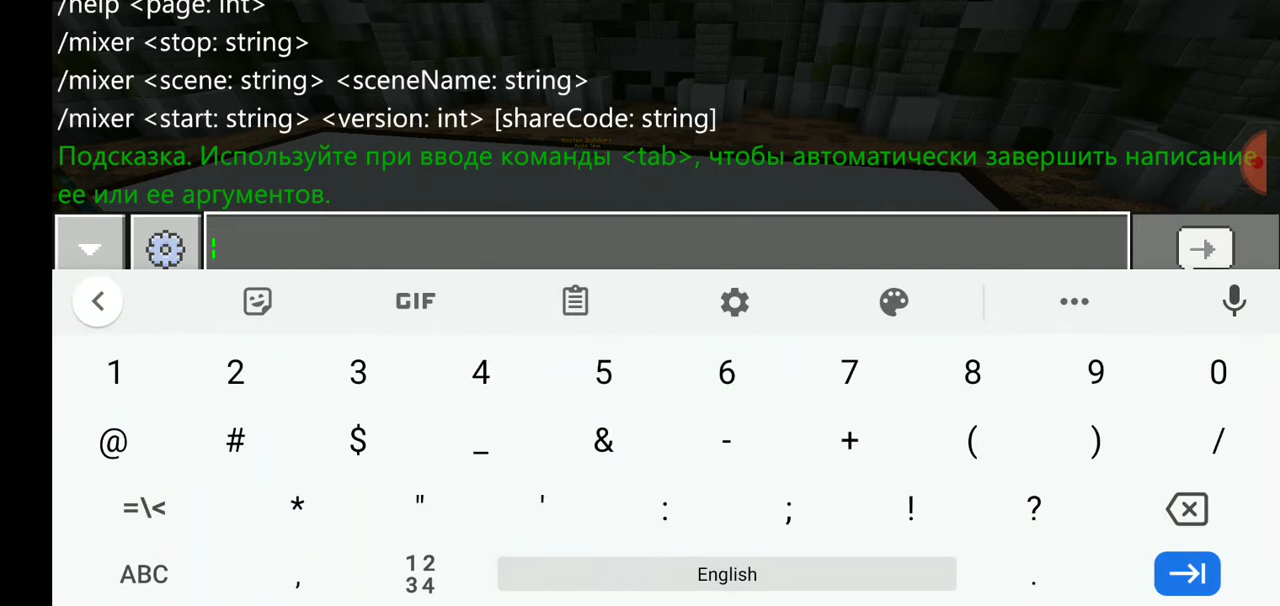 /help <page: int>
/mixer <stop: string>
/mixer <scene: string> <sceneName: string>
/mixer <start: string> <version: int> [shareCode: string]
Подсказка. Используйте при вводе команды <tab>, чтобы автоматически завершить написание
ее или ее аргументов.
GIF
1 2 3 4 5 6 7 8 9 0
@ # $ _ & - + ( ) /
=\< * " ' : ; ! ?
ABC , 1 2 3 4 English .